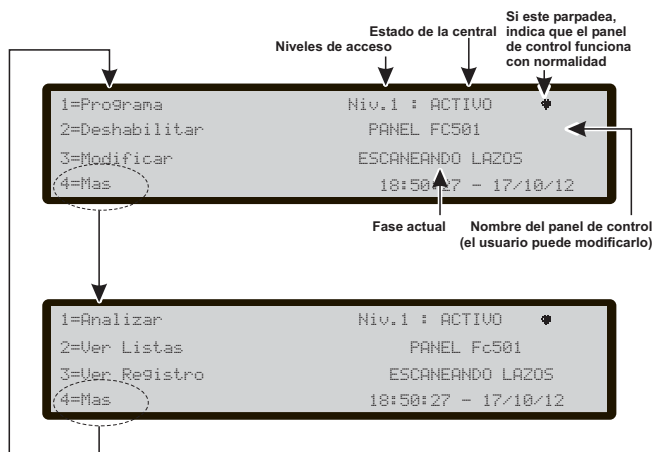 Si este parpadea,
indica que el panel
de control funciona
con normalidad
Estado de la central
Niveles de acceso
1=Programa Niv.1 : ACTIVO
2=Deshabilitar PANEL FC501
3=Modificar ESCANEANDO LAZOS
4=Mas 18:50:27 - 17/10/12
Fase actual
Nombre del panel de control
(el usuario puede modificarlo)
1=Analizar Niv.1 : ACTIVO
2=Ver Listas PANEL Fc501
3=Ver Registro ESCANEANDO LAZOS
4=Mas 18:50:27 - 17/10/12